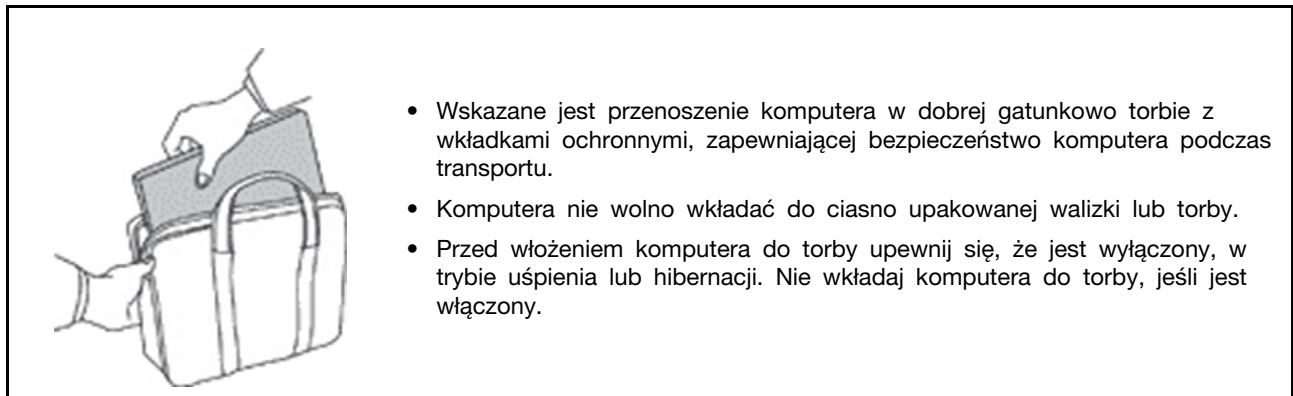 • Wskazane jest przenoszenie komputera w dobrej gatunkowo torbie z
wkładkami ochronnymi, zapewniającej bezpieczeństwo komputera podczas
transportu.
• Komputera nie wolno wkładać do ciasno upakowanej walizki lub torby.
• Przed włożeniem komputera do torby upewnij się, że jest wyłączony, w
trybie uśpienia lub hibernacji. Nie wkładaj komputera do torby, jeśli jest
włączony.